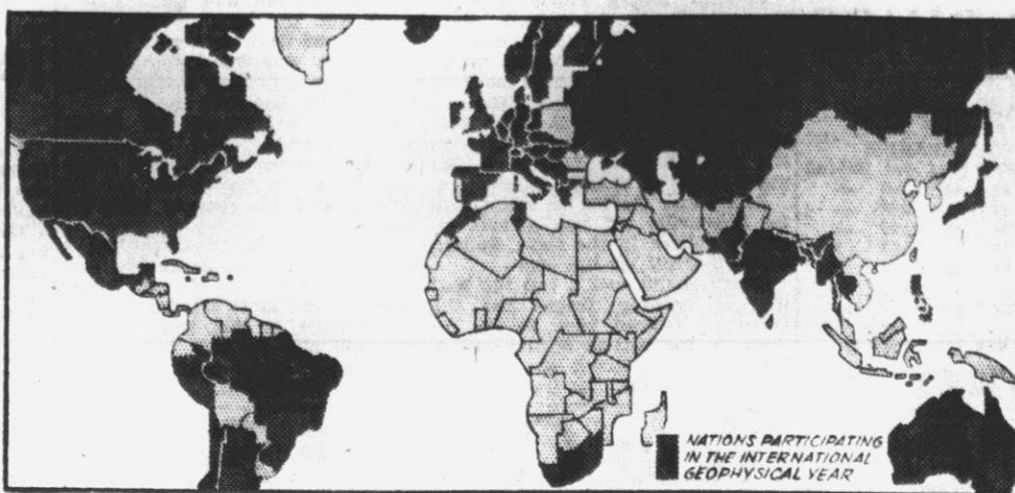 NATIONS PARTICIPATING
IN THE INTERNATIONAL
GEOPHYSICAL YEAR